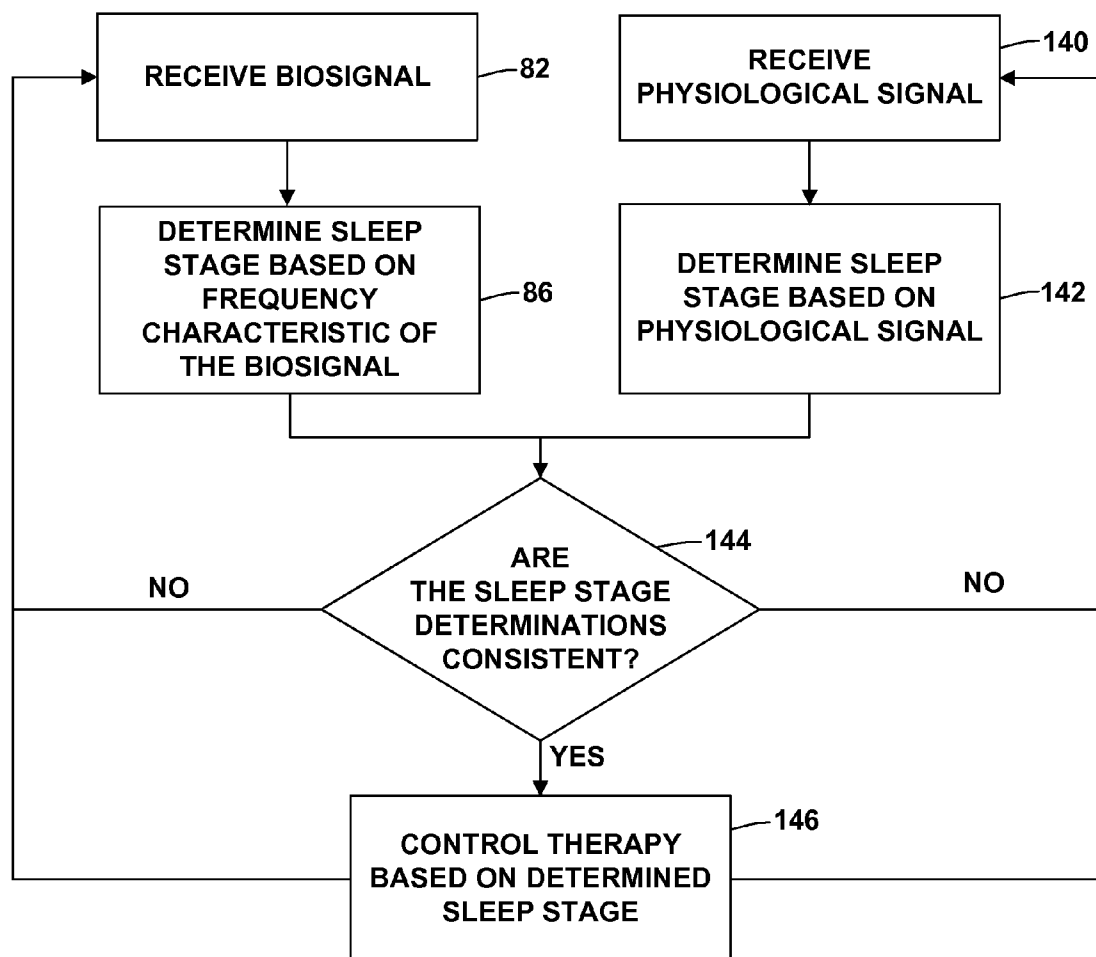 RECEIVE BIOSIGNAL
82
RECEIVE
PHYSIOLOGICAL SIGNAL
140
DETERMINE SLEEP
STAGE BASED ON
FREQUENCY
CHARACTERISTIC OF
THE BIOSIGNAL
86
DETERMINE SLEEP
STAGE BASED ON
PHYSIOLOGICAL SIGNAL
142
ARE
THE SLEEP STAGE
DETERMINATIONS
CONSISTENT?
144
NO
NO
YES
CONTROL THERAPY
BASED ON DETERMINED
SLEEP STAGE
146